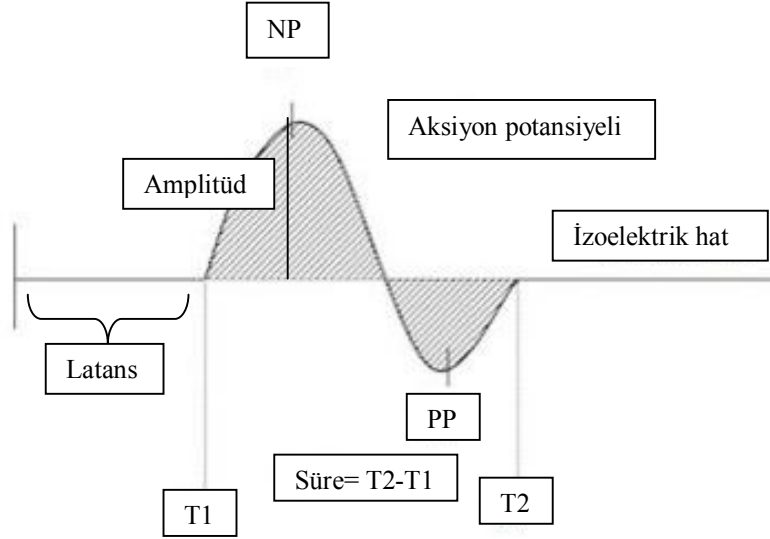 NP
Aksiyon potansiyeli
Amplitüd
İzoelektrik hat
Latans
PP
Süre= T2-T1
T1
T2